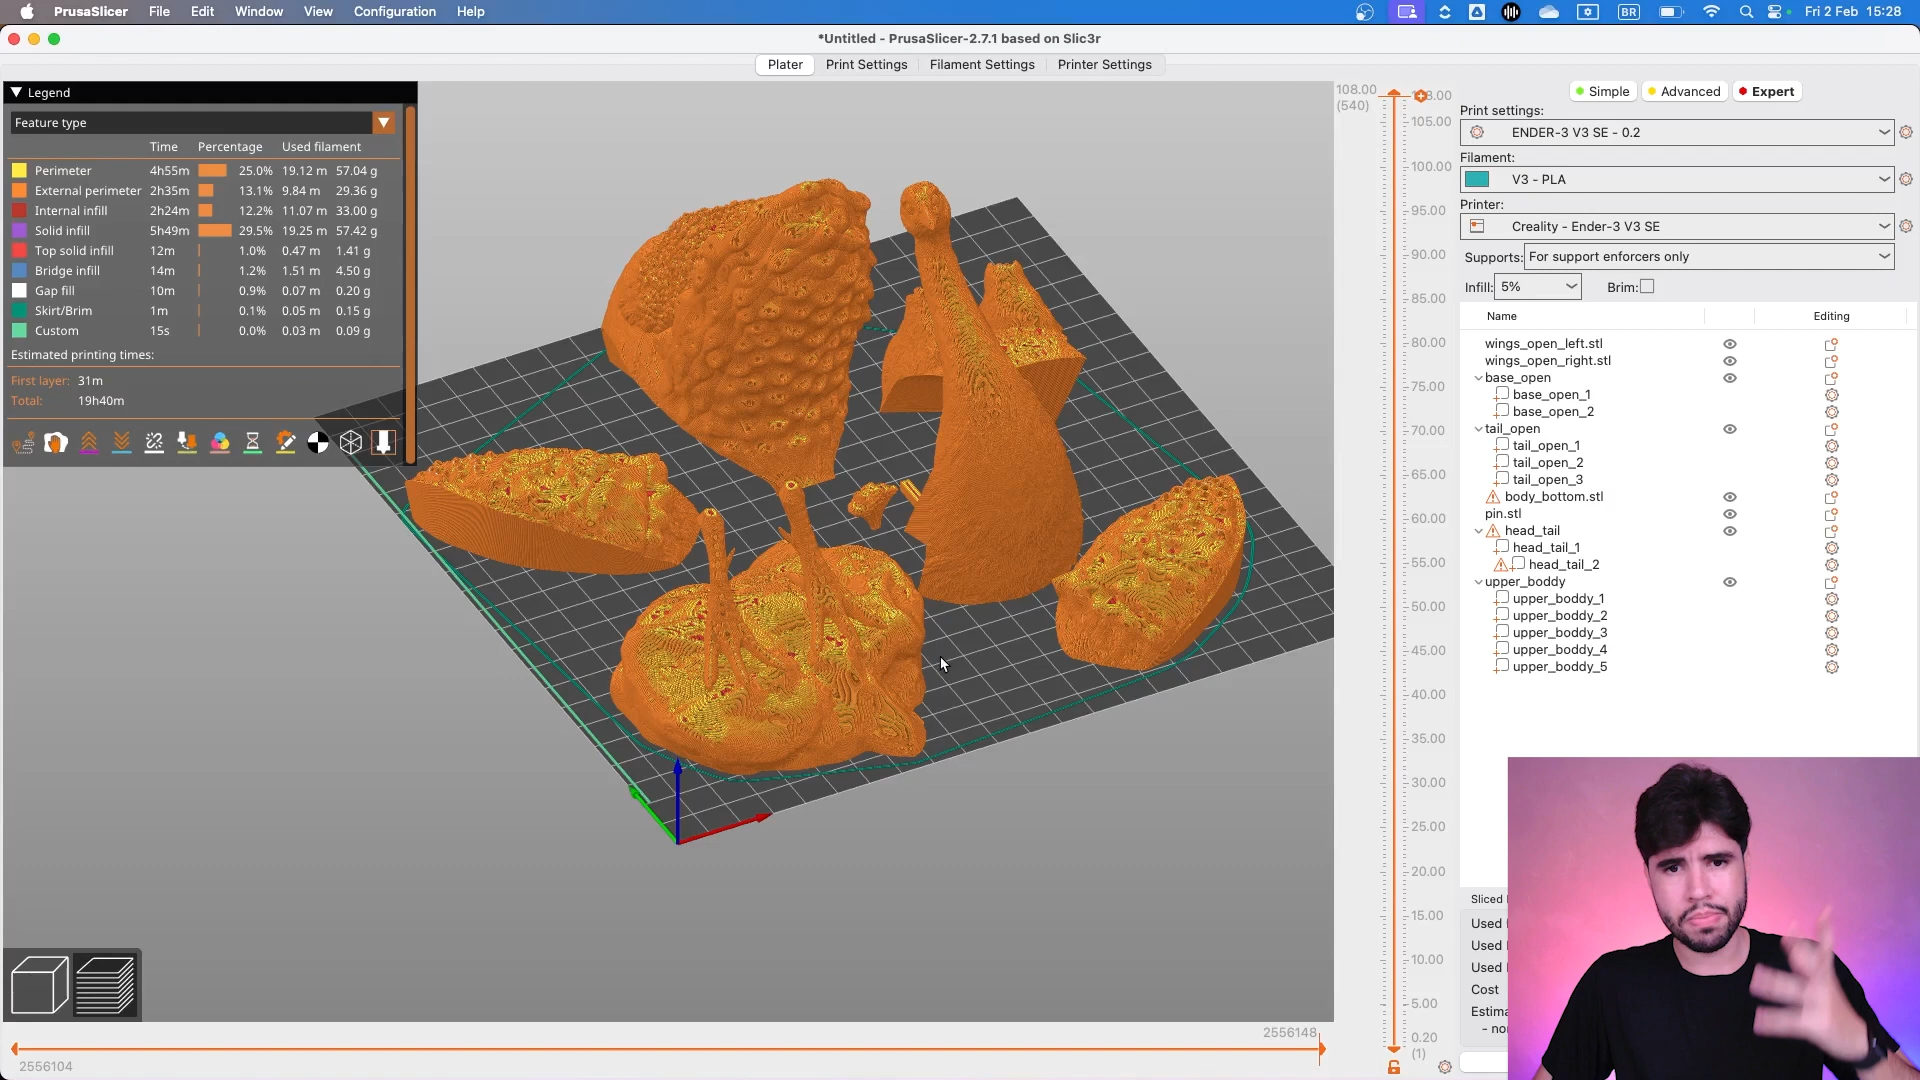 PrusaSlicer File Edit Window View Configuration Help BR Fri 2 Feb 15:28
*Untitled - PrusaSlicer-2.7.1 based on Slic3r
Plater Print Settings Filament Settings Printer Settings
Legend
Feature type
Time Percentage Used filament
Perimeter 4h55m 25.0% 19.12 m 57.04 g
External perimeter 2h35m 13.1% 9.84 m 29.36 g
Internal infill 2h24m 12.2% 11.07 m 33.00 g
Solid infill 5h49m 29.5% 19.25 m 57.42 g
Top solid infill 12m 1.0% 0.47 m 1.41 g
Bridge infill 14m 1.2% 1.51 m 4.50 g
Gap fill 10m 0.9% 0.07 m 0.20 g
Skirt/Brim 1m 0.1% 0.05 m 0.15 g
Custom 15s 0.0% 0.03 m 0.09 g
Estimated printing times:
First layer: 31m
Total: 19h40m
2556148
2556104
108.00
(540)
105.00
100.00
95.00
90.00
85.00
80.00
75.00
70.00
65.00
60.00
55.00
50.00
45.00
40.00
35.00
30.00
25.00
20.00
15.00
10.00
5.00
0.20
(1)
Simple Advanced Expert
Print settings:
ENDER-3 V3 SE - 0.2
Filament:
V3 - PLA
Printer:
Creality - Ender-3 V3 SE
Supports: For support enforcers only
Infill: 5% Brim:
Name Editing
wings_open_left.stl
wings_open_right.stl
base_open
base_open_1
base_open_2
tail_open
tail_open_1
tail_open_2
tail_open_3
body_bottom.stl
pin.stl
head_tail
head_tail_1
head_tail_2
upper_boddy
upper_boddy_1
upper_boddy_2
upper_boddy_3
upper_boddy_4
upper_boddy_5
Sliced
Used
Used
Used
Cost